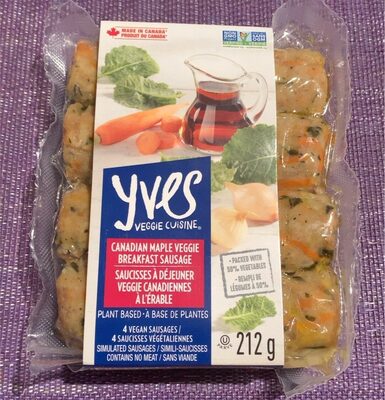 MADE IN CANADA
PRODUIT DU CANADA
NON
GMO
SANS
OGM
yves
VEGGIE CUISINE®
CANADIAN MAPLE VEGGIE
BREAKFAST SAUSAGE
SAUCISSES À DÉJEUNER
VEGGIE CANADIENNES
À L'ÉRABLE
PLANT BASED • À BASE DE PLANTES
4 VEGAN SAUSAGES /
4 SAUCISSES VÉGÉTALIENNES
SIMULATED SAUSAGES / SIMILI-SAUCISSES
CONTAINS NO MEAT / SANS VIANDE
• PACKED WITH
50% VEGETABLES
• REMPLI DE
LÉGUMES À 50%
U
PAREVE
212 g